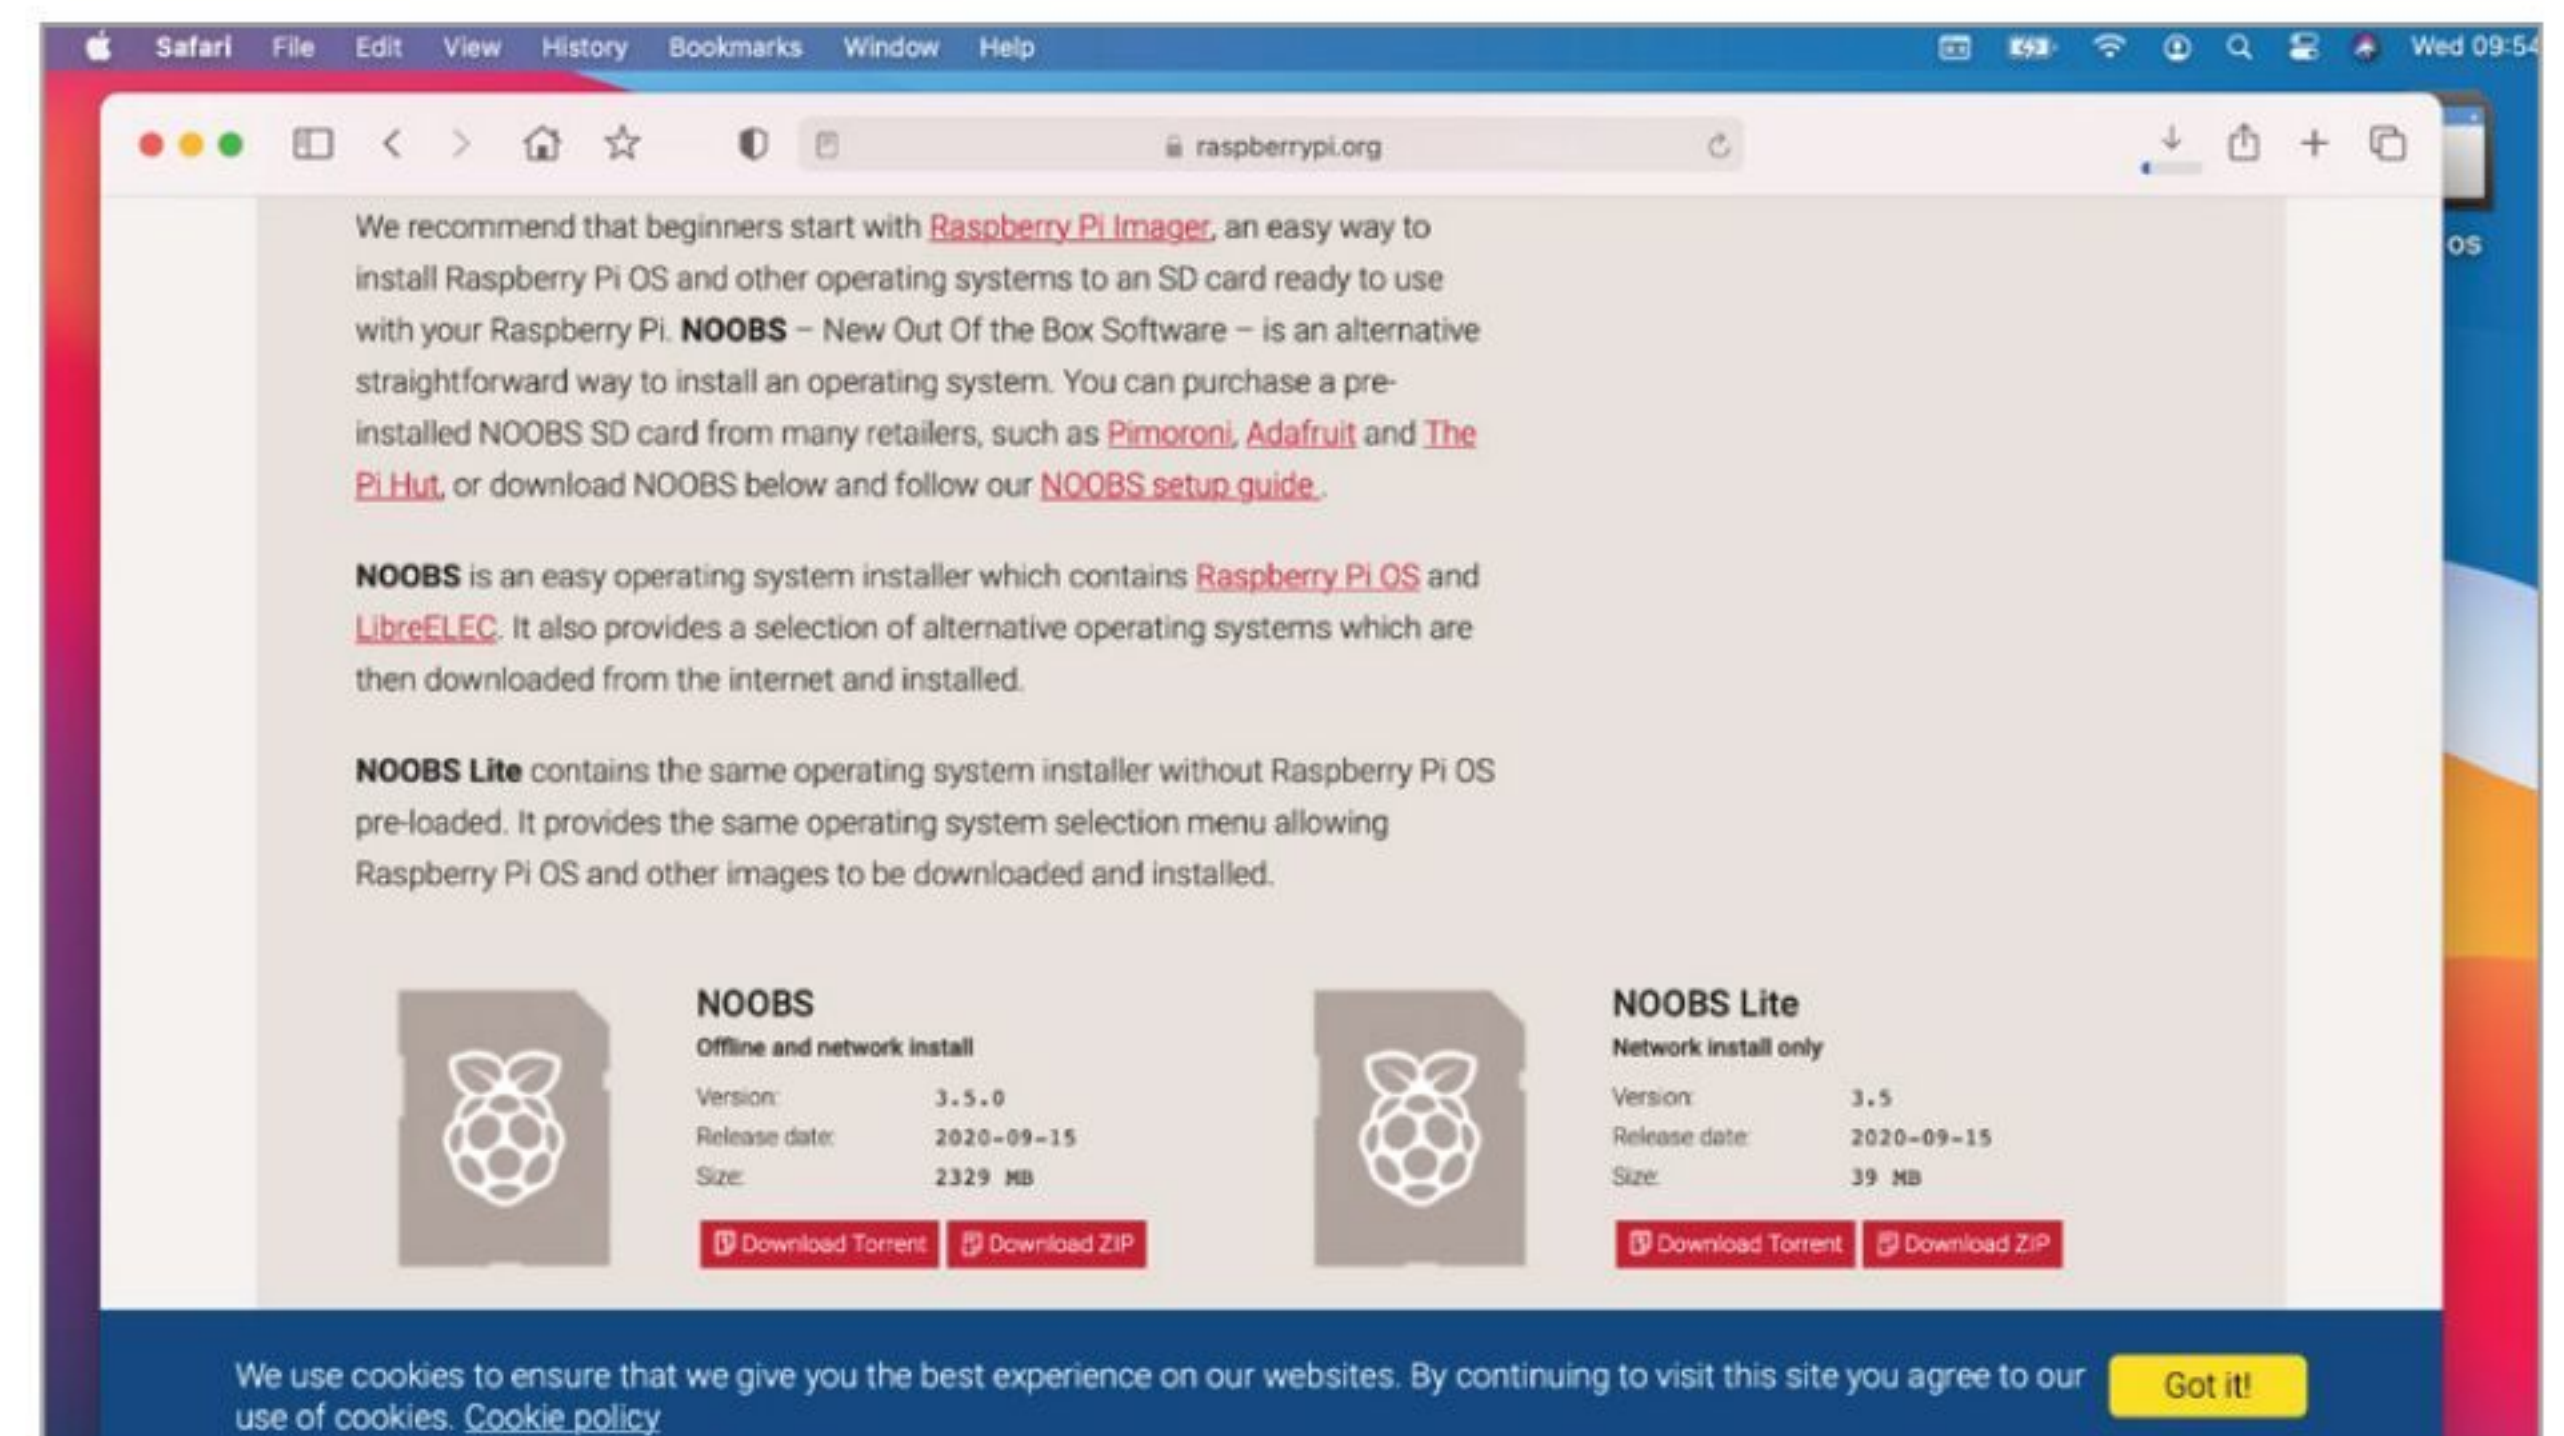 Safari File Edit View History Bookmarks Window Help
Wed 09:54
raspberrypi.org
os
We recommend that beginners start with Raspberry Pi Imager, an easy way to
install Raspberry Pi OS and other operating systems to an SD card ready to use
with your Raspberry Pi. NOOBS – New Out Of the Box Software – is an alternative
straightforward way to install an operating system. You can purchase a pre-
installed NOOBS SD card from many retailers, such as Pimoroni, Adafruit and The
Pi Hut, or download NOOBS below and follow our NOOBS setup guide .
NOOBS is an easy operating system installer which contains Raspberry Pi OS and
LibreELEC. It also provides a selection of alternative operating systems which are
then downloaded from the internet and installed.
NOOBS Lite contains the same operating system installer without Raspberry Pi OS
pre-loaded. It provides the same operating system selection menu allowing
Raspberry Pi OS and other images to be downloaded and installed.
NOOBS
Offline and network install
Version: 3.5.0
Release date: 2020-09-15
Size: 2329 MB
Download Torrent Download ZIP
NOOBS Lite
Network install only
Version: 3.5
Release date: 2020-09-15
Size: 39 MB
Download Torrent Download ZIP
We use cookies to ensure that we give you the best experience on our websites. By continuing to visit this site you agree to our
use of cookies. Cookie policy
Got it!